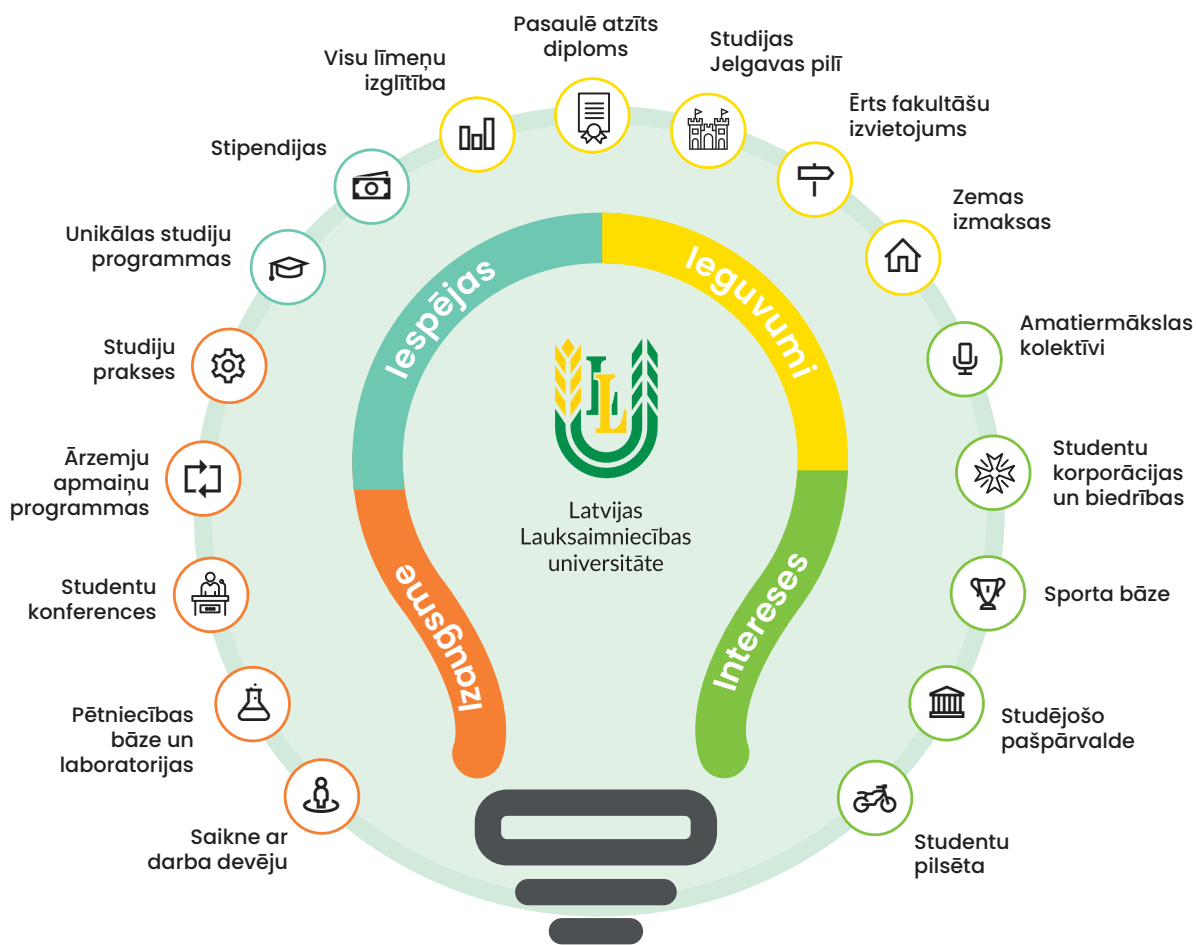 Pasaulē atzīts
diploms
Studijas
Jelgavas pilī
Visu līmeņu
izglītība
Ērts fakultāšu
izvietojums
Stipendijas
Zemas
izmaksas
Unikālas studiju
programmas
Iespējas
Ieguvumi
Amatiermākslas
kolektīvi
Studiju
prakses
LL
Studentu
korporācijas
un biedrības
Ārzemju
apmaiņu
programmas
Latvijas
Lauksaimniecības
universitāte
Izaugsme
Intereses
Studentu
konferences
Sporta bāze
Pētniecības
bāze un
laboratorijas
Studējošo
pašpārvalde
Saikne ar
darba devēju
Studentu
pilsēta